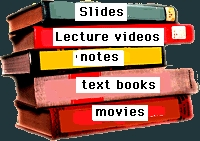 Slides
Lecture videos
notes
text books
movies